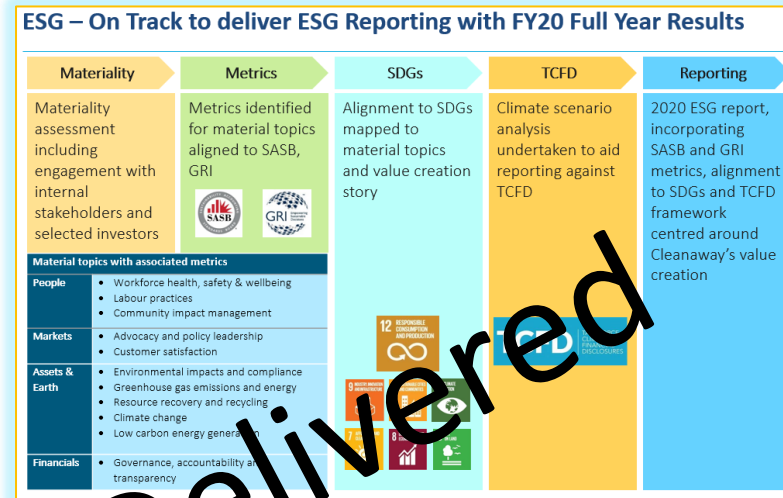 ESG – On Track to deliver ESG Reporting with FY20 Full Year Results
Materiality
Metrics
SDGs
TCFD
Reporting
Materiality
assessment
including
engagement with
internal
stakeholders and
selected investors
Metrics identified
for material topics
aligned to SASB,
GRI
SASB
GRI
Alignment to SDGs
mapped to
material topics
and value creation
story
Climate scenario
analysis
undertaken to aid
reporting against
TCFD
2020 ESG report,
incorporating
SASB and GRI
metrics, alignment
to SDGs and TCFD
framework
centred around
Cleanaway’s value
creation
Material topics with associated metrics
People
• Workforce health, safety & wellbeing
• Labour practices
• Community impact management
Markets
• Advocacy and policy leadership
• Customer satisfaction
Assets &
Earth
• Environmental impacts and compliance
• Greenhouse gas emissions and energy
• Resource recovery and recycling
• Climate change
• Low carbon energy generation
Financials
• Governance, accountability and
transparency
12 RESPONSIBLE
CONSUMPTION
AND PRODUCTION
9
7
8
TCFD
FINANCIAL
DISCLOSURES
Delivered